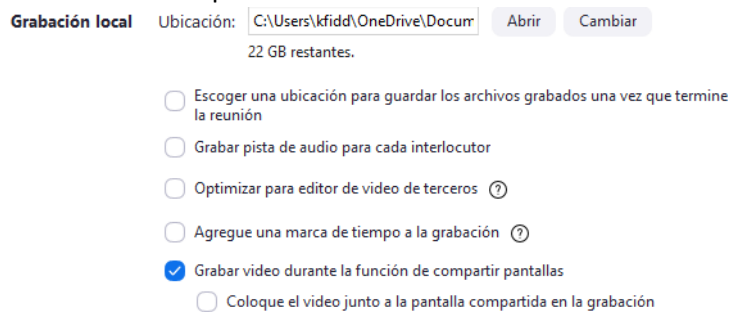 Grabación local Ubicación: C:\Users\kfidd\OneDrive\Docum Abrir Cambiar
22 GB restantes.
Escoger una ubicación para guardar los archivos grabados una vez que termine
la reunión
Grabar pista de audio para cada interlocutor
Optimizar para editor de video de terceros ?
Agregue una marca de tiempo a la grabación ?
Grabar video durante la función de compartir pantallas
Coloque el video junto a la pantalla compartida en la grabación